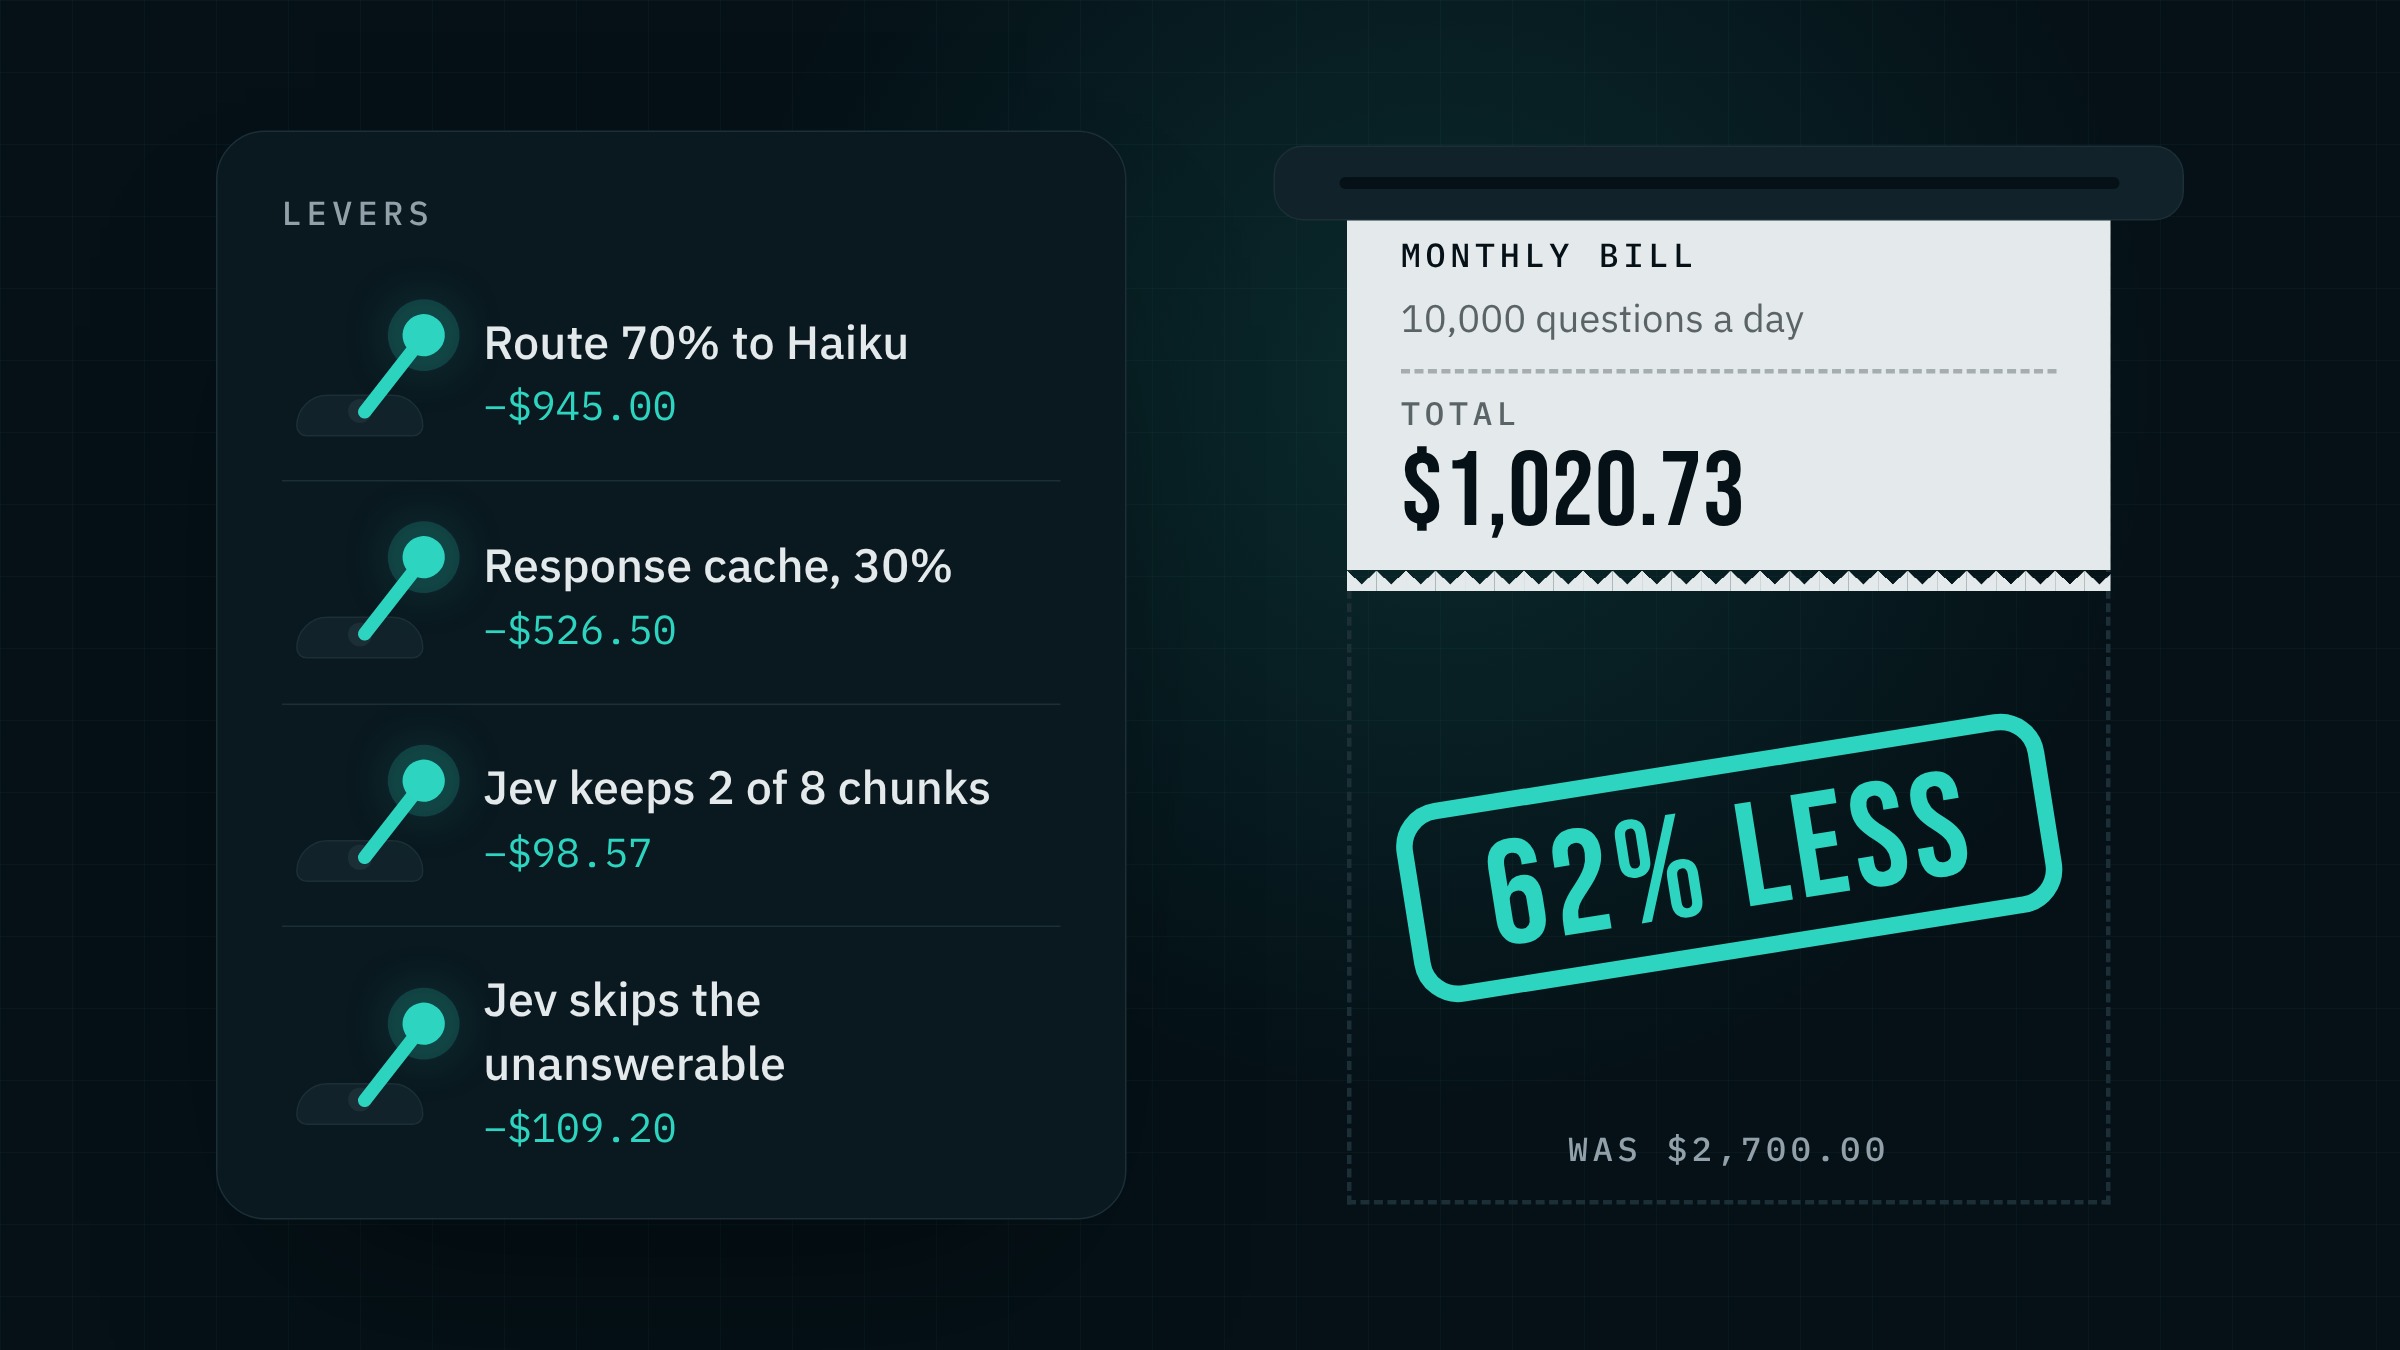 LEVERS
Route 70% to Haiku
−$945.00
Response cache, 30%
−$526.50
Jev keeps 2 of 8 chunks
−$98.57
Jev skips the
unanswerable
−$109.20
MONTHLY BILL
10,000 questions a day
TOTAL
$1,020.73
62% LESS
WAS $2,700.00